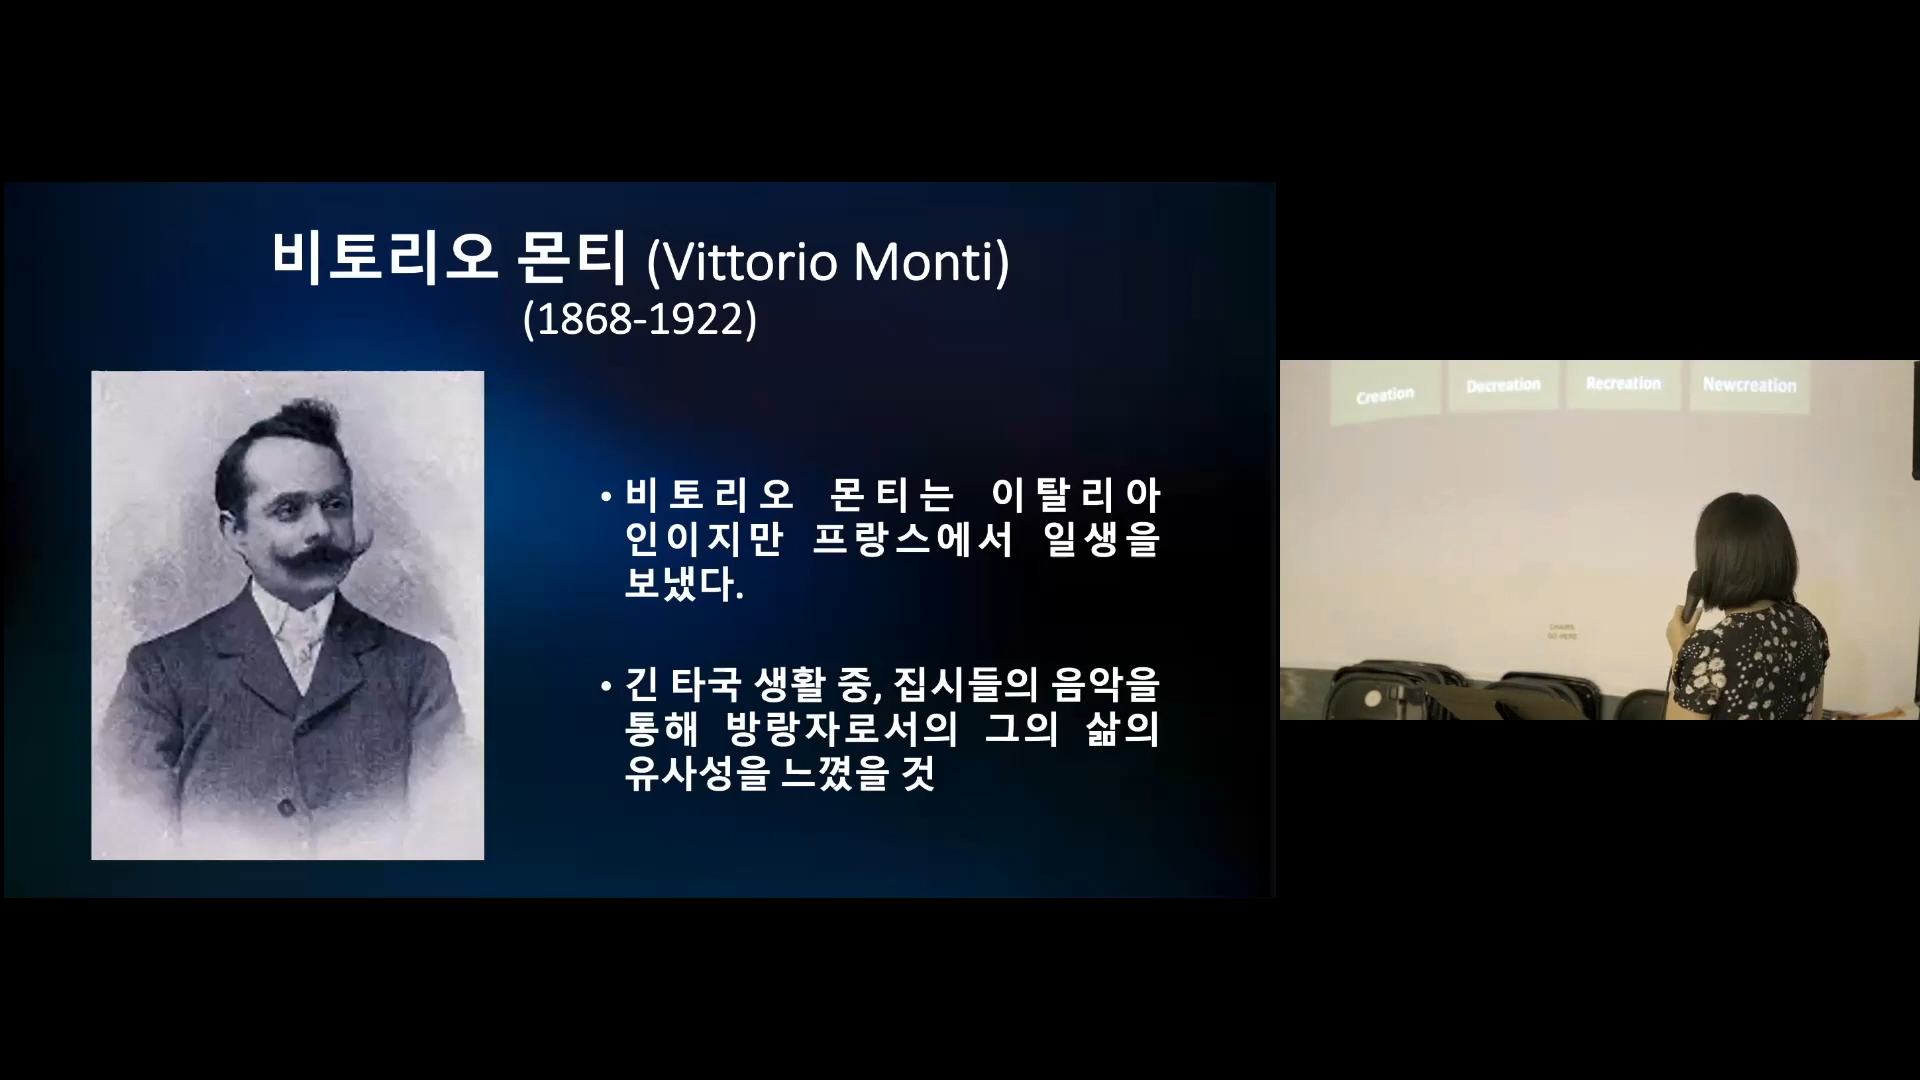 비토리오 몬티 (Vittorio Monti)
(1868-1922)
• 비토리오 몬티는 이탈리아
인이지만 프랑스에서 일생을
보냈다.
• 긴 타국 생활 중, 집시들의 음악을
통해 방랑자로서의 그의 삶의
유사성을 느꼈을 것
Creation
Decreation
Recreation
Newcreation
CHAIRS
GO HERE